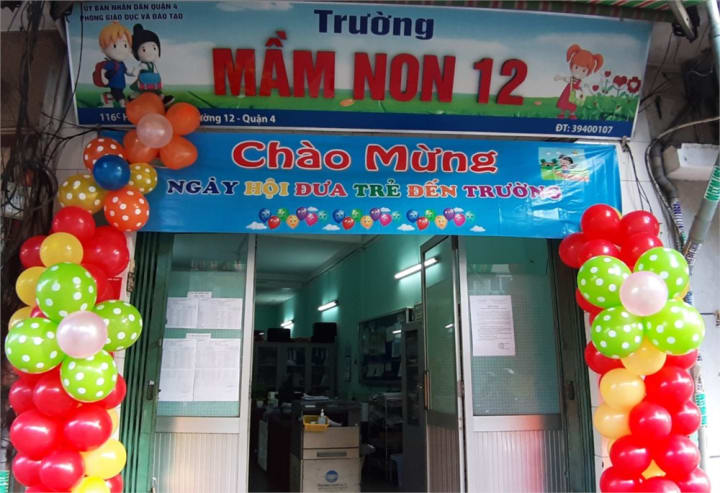 ỦY BAN NHÂN DÂN QUẬN 4
PHÒNG GIÁO DỤC VÀ ĐÀO TẠO
Trường
MẦM NON 12
116C
12 - Quận 4
ĐT: 39400107
Chào Mừng
NGÀY HỘI ĐƯA TRẺ ĐẾN TRƯỜNG